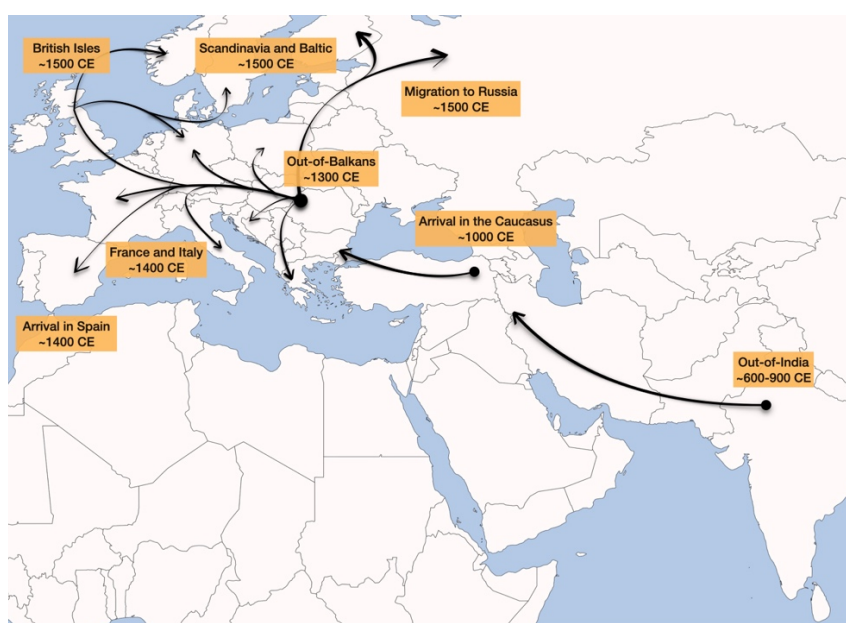 British Isles
~1500 CE
Scandinavia and Baltic
~1500 CE
Migration to Russia
~1500 CE
Out-of-Balkans
~1300 CE
Arrival in the Caucasus
~1000 CE
France and Italy
~1400 CE
Arrival in Spain
~1400 CE
Out-of-India
~600-900 CE